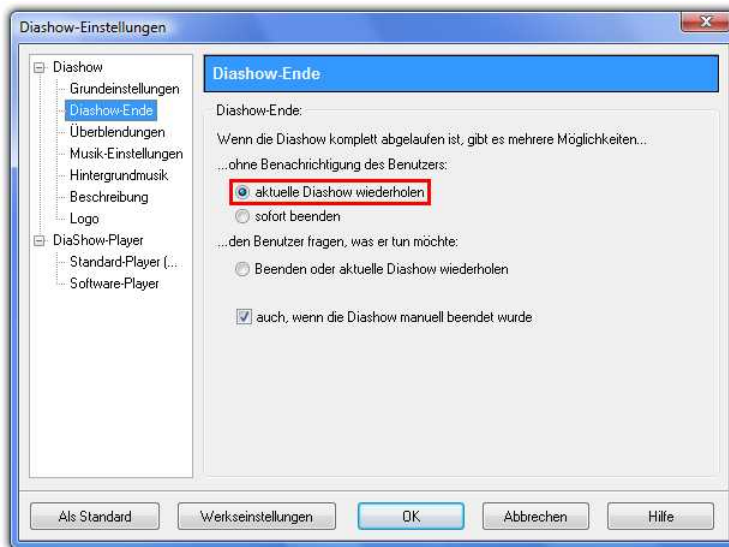 Diashow-Einstellungen
Diashow
Grundeinstellungen
Diashow-Ende
Überblendungen
Musik-Einstellungen
Hintergrundmusik
Beschreibung
Logo
DiaShow-Player
Standard-Player (...
Software-Player
Diashow-Ende
Diashow-Ende:
Wenn die Diashow komplett abgelaufen ist, gibt es mehrere Möglichkeiten...
...ohne Benachrichtigung des Benutzers:
aktuelle Diashow wiederholen
sofort beenden
...den Benutzer fragen, was er tun möchte:
Beenden oder aktuelle Diashow wiederholen
auch, wenn die Diashow manuell beendet wurde
Als Standard
Werkseinstellungen
OK
Abbrechen
Hilfe